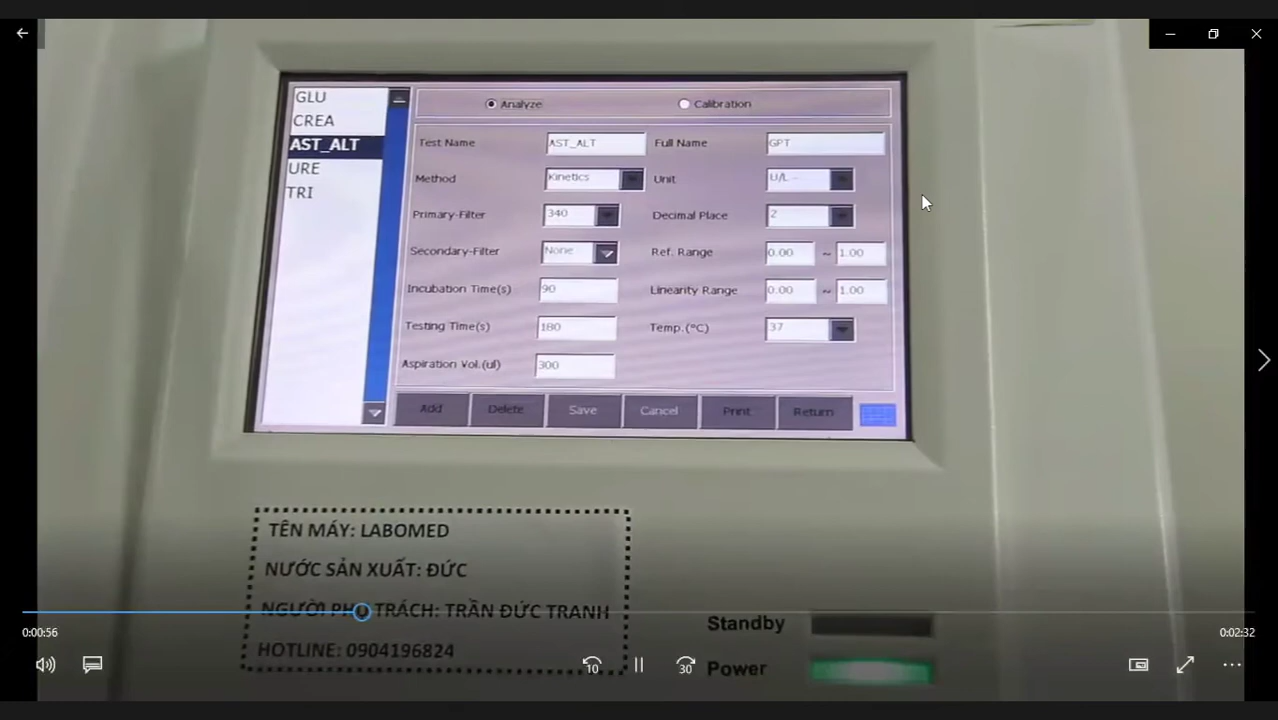 GLU
CREA
AST_ALT
URE
TRI
Analyze Calibration
Test Name AST_ALT Full Name GPT
Method Kinetics Unit U/L
Primary-Filter 340 Decimal Place 2
Secondary-Filter None Ref. Range 0.00 ~ 1.00
Incubation Time(s) 90 Linearity Range 0.00 ~ 1.00
Testing Time(s) 180 Temp.(°C) 37
Aspiration Vol.(ul) 300
Add Delete Save Cancel Print Return
TÊN MÁY: LABOMED
NƯỚC SẢN XUẤT: ĐỨC
NGƯỜI PHỤ TRÁCH: TRẦN ĐỨC TRANH
HOTLINE: 0904196824
Standby
Power
0:00:56
0:02:32
10
30